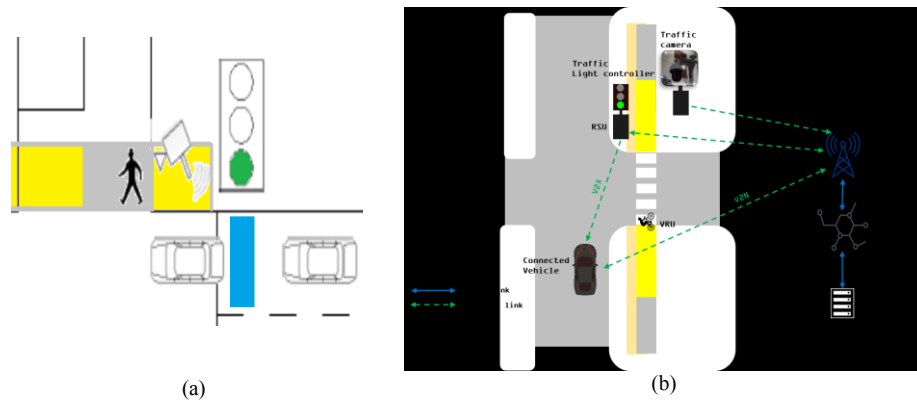 Traffic
camera
Traffic
Light controller
RSU
V2X
V2N
VRU
Connected
Vehicle
nk
link
(a)
(b)